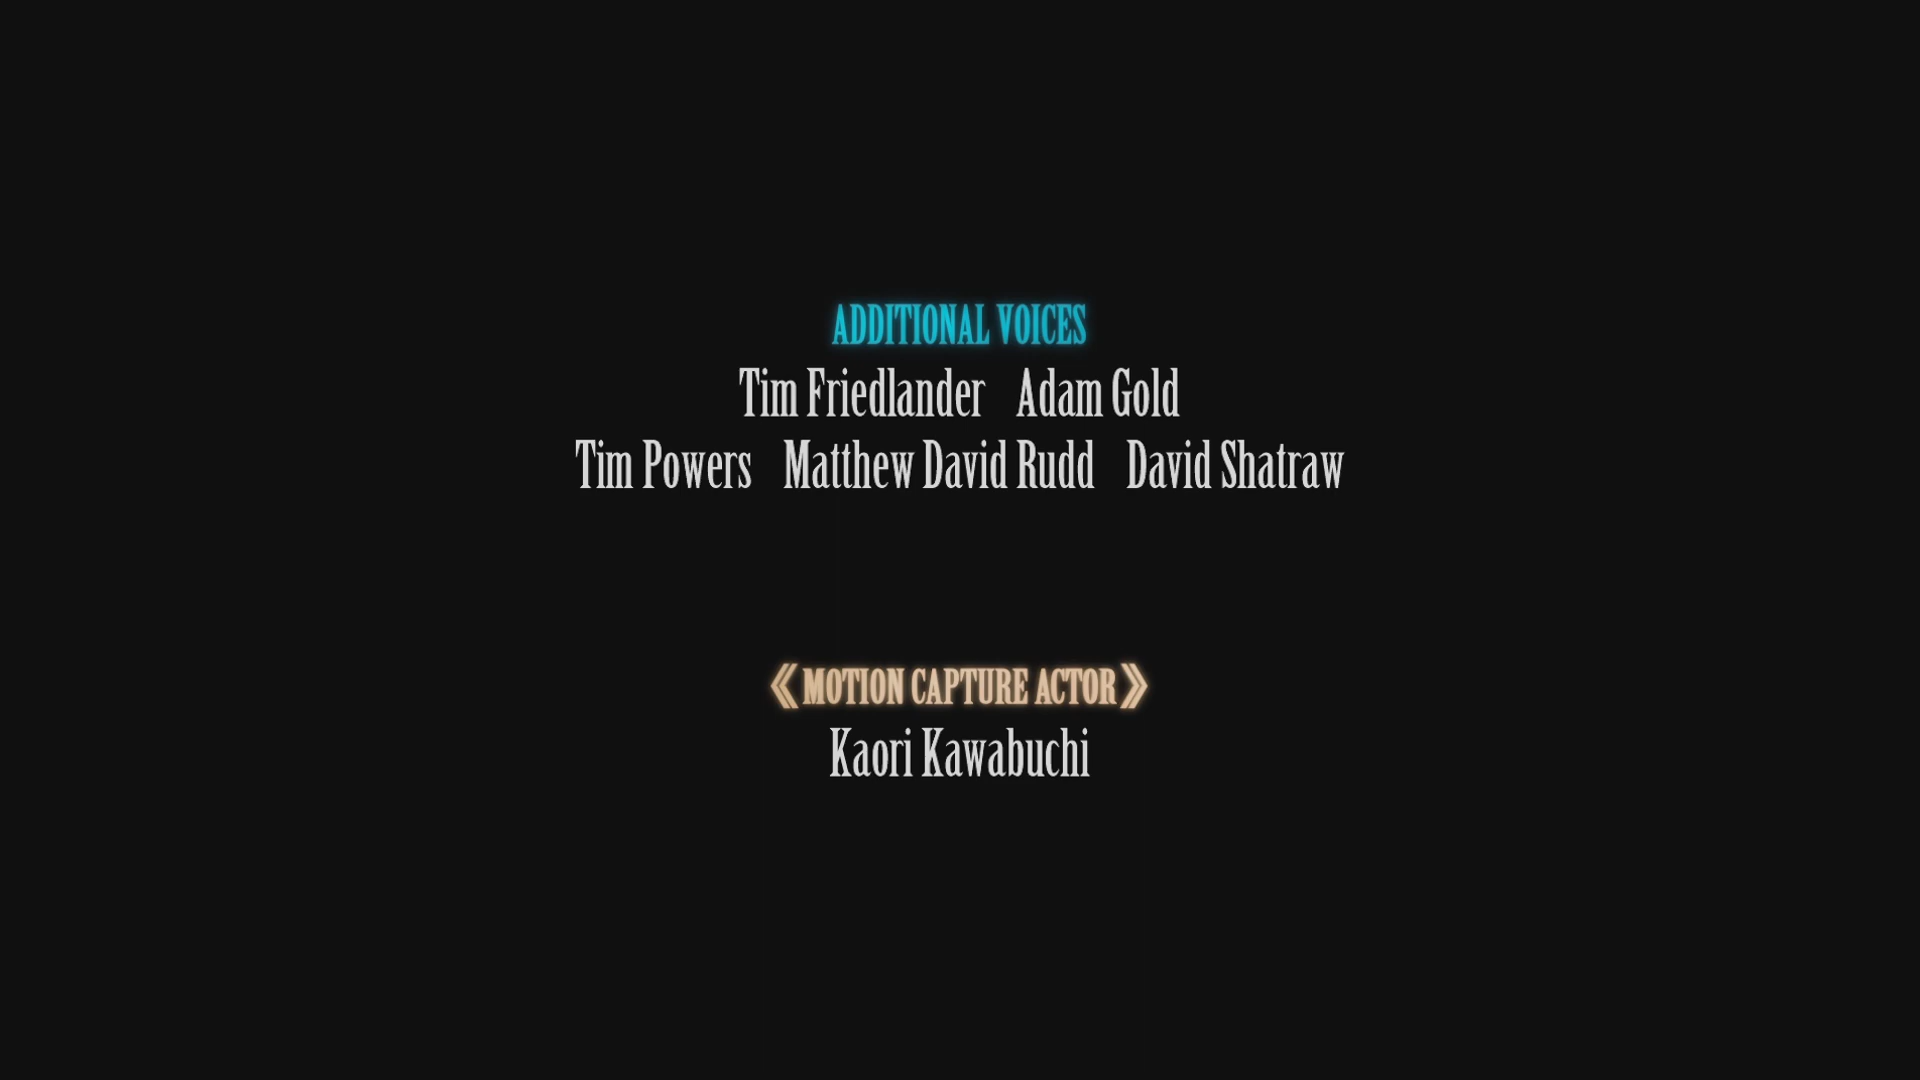 ADDITIONAL VOICES
Tim Friedlander Adam Gold
Tim Powers Matthew David Rudd David Shatraw
《MOTION CAPTURE ACTOR》
Kaori Kawabuchi